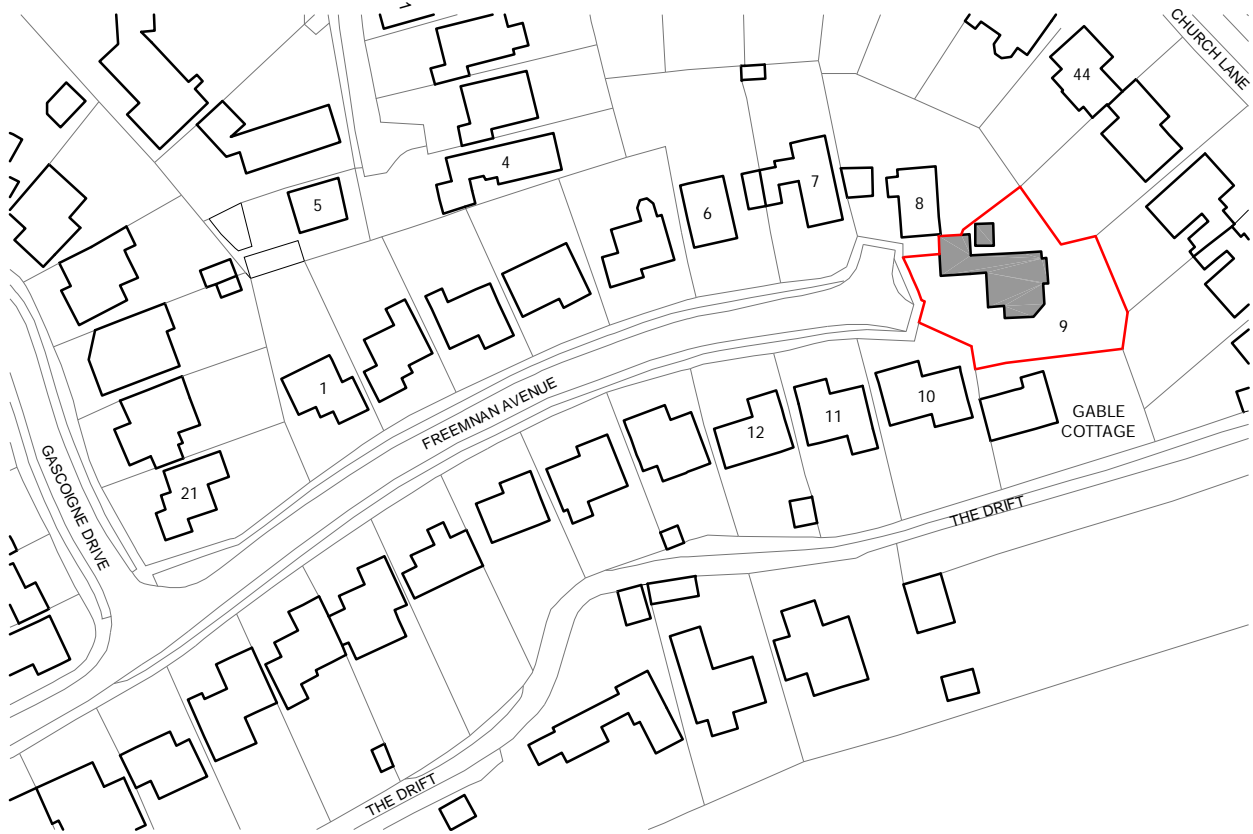 1
CHURCH LANE
44
4
5
7
8
6
9
1
FREEMNAN AVENUE
10
11
12
GABLE
COTTAGE
GASCOIGNE DRIVE
21
THE DRIFT
THE DRIFT